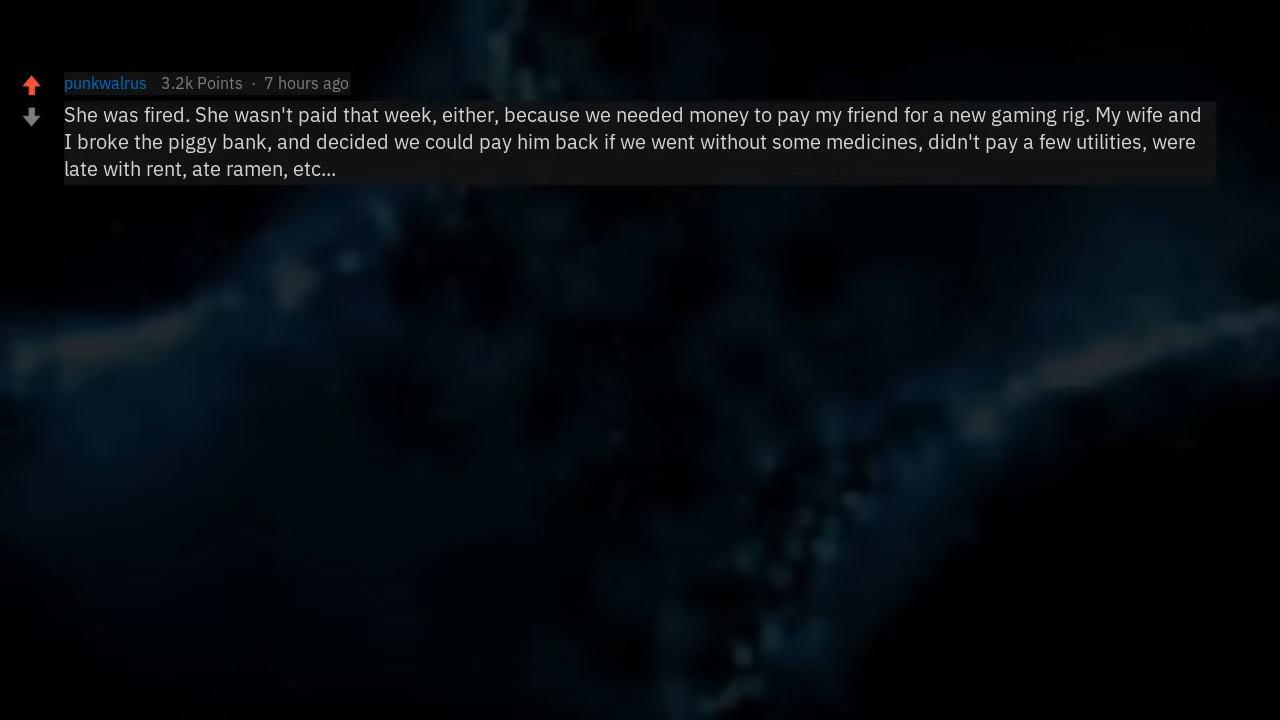 punkwalrus 3.2k Points · 7 hours ago
She was fired. She wasn't paid that week, either, because we needed money to pay my friend for a new gaming rig. My wife and
I broke the piggy bank, and decided we could pay him back if we went without some medicines, didn't pay a few utilities, were
late with rent, ate ramen, etc...